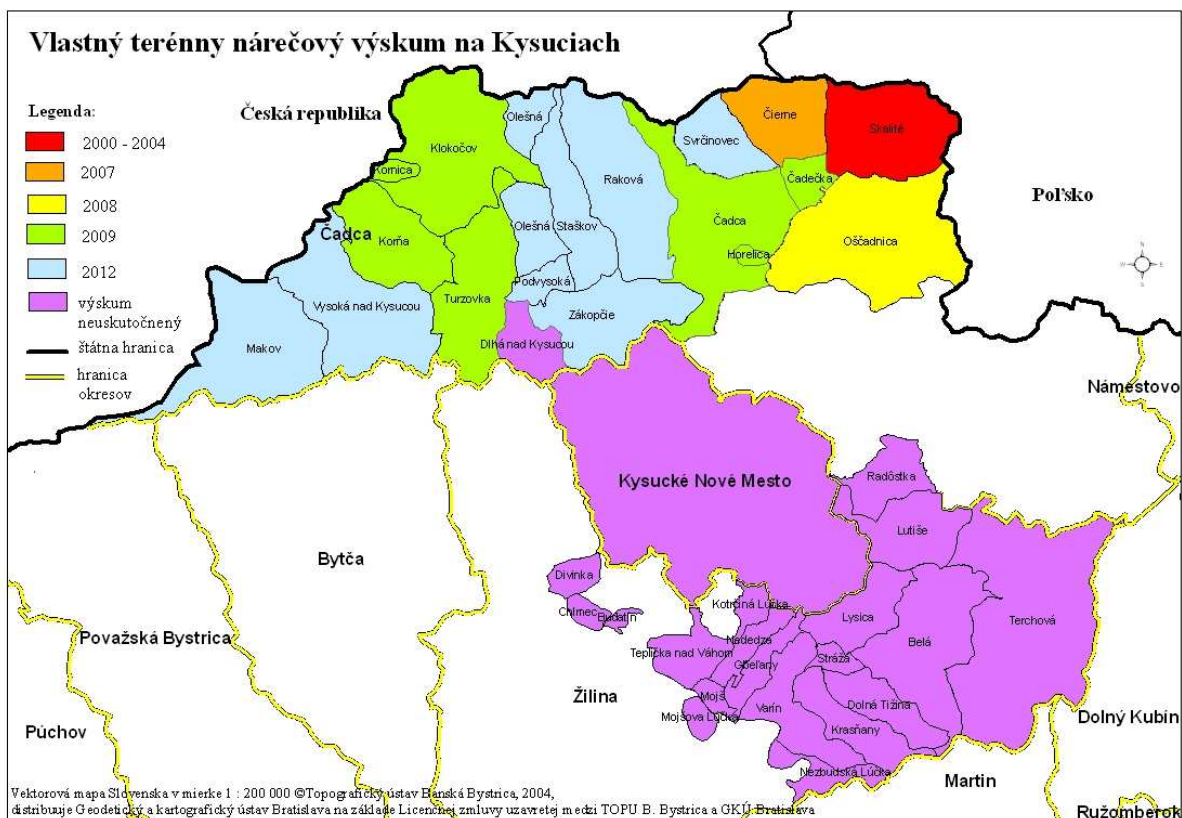 Vlastný terénny nárečový výskum na Kysuciach
Legenda:
2000 - 2004
2007
2008
2009
2012
výskum
neuskutočnený
štátna hranica
hranica
okresov
Česká republika
Poľsko
Olešná
Klokočov
Kornica
Raková
Svrčinovec
Čierne
Skalité
Čadečka
Čadca
Korňa
Olešná
Staškov
Čadca
Horelica
Oščadnica
Podvysoká
Turzovka
Vysoká nad Kysucou
Zákopčie
Makov
Dlhá nad Kysucou
Námestovo
Kysucké Nové Mesto
Radôstka
Lutiše
Bytča
Divinka
Chlmec
Budatín
Kotrčiná Lúčka
Lysica
Terchová
Považská Bystrica
Nededza
Belá
Teplička nad Váhom
Gbeľany
Stráža
Žilina
Mojš
Varín
Dolná Tižina
Mojšova Lúčka
Krasňany
Púchov
Dolný Kubín
Nezbudská Lúčka
Martin
Vektorová mapa Slovenska v mierke 1 : 200 000 ©Topografický ústav Banská Bystrica, 2004,
distribuuje Geodetický a kartografický ústav Bratislava na základe Licenčnej zmluvy uzavretej medzi TOPU B. Bystrica a GKÚ Bratislava
Ružomberok
N
W
E
S